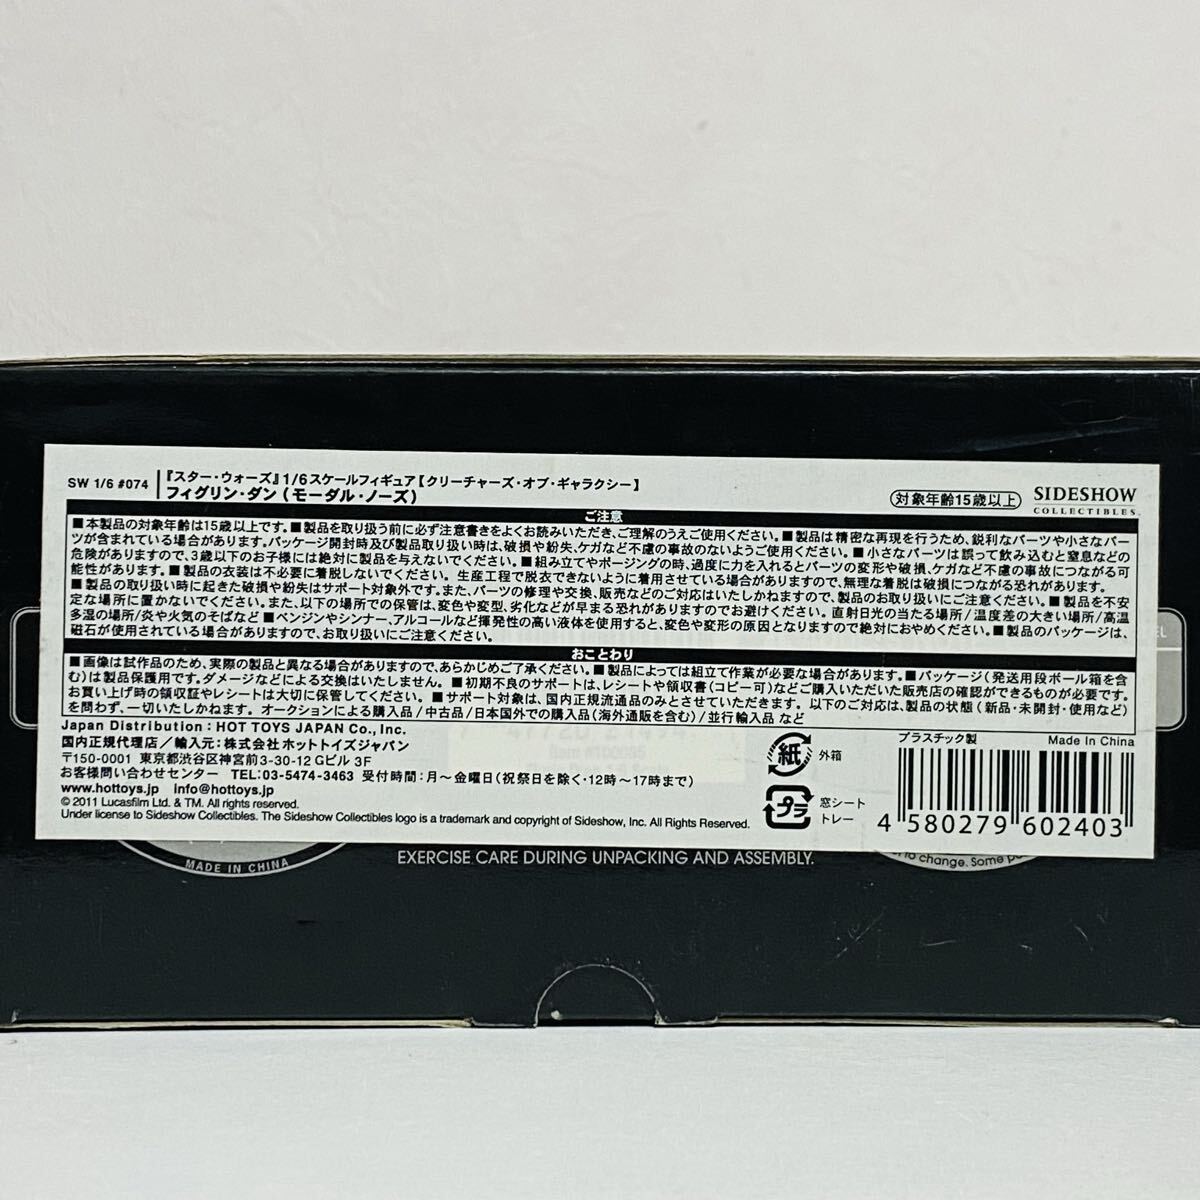 SW 1/6 #074
『スター・ウォーズ』1/6スケールフィギュア【クリーチャーズ・オブ・ギャラクシー】
フィグリン・ダン(モーダル・ノーズ)
対象年齢15歳以上
SIDESHOW
COLLECTIBLES
ご注意
■本製品の対象年齢は15歳以上です。■製品を取り扱う前に必ず注意書きをよくお読みいただき、ご理解のうえご使用ください。■製品は精密な再現を行うため、鋭利なパーツや小さなパー
ツが含まれている場合があります。パッケージ開封時及び製品取り扱い時は、破損や紛失、ケガなど不慮の事故のないようご使用ください。■小さなパーツは誤って飲み込むと窒息などの
危険がありますので、3歳以下のお子様には絶対に製品を与えないでください。■組み立てやポージングの時、過度に力を入れるとパーツの変形や破損、ケガなど不慮の事故につながる可
能性があります。■製品の衣装は不必要に着脱しないでください。生産工程で脱衣できないように着用させている場合がありますので、無理な着脱は破損につながる恐れがあります。
■製品の取り扱い時に起きた破損や紛失はサポート対象外です。また、パーツの修理や交換、販売などのご対応はいたしかねますので、製品のお取り扱いにご注意ください。■製品を不安
定な場所に置かないでください。また、以下の場所での保管は、変色や変型、劣化などが早まる恐れがありますのでお避けください。直射日光の当たる場所/温度差の大きい場所/高温
多湿の場所/炎や火気のそばなど■ベンジンやシンナー、アルコールなど揮発性の高い液体を使用すると、変色や変形の原因となりますので絶対におやめください。■製品のパッケージは、
磁石が使用されている場合がありますので、お取り扱いにご注意ください。
おことわり
■画像は試作品のため、実際の製品と異なる場合がありますので、あらかじめご了承ください。■製品によっては組立て作業が必要な場合があります。■パッケージ(発送用段ボール箱を含
む)は製品保護用です。ダメージなどによる交換はいたしません。■初期不良のサポートは、レシートや領収書(コピー可)などご購入いただいた販売店の確認ができるものが必要です。
お買い上げ時の領収証やレシートは大切に保管してください。■サポート対象は、国内正規流通品のみとさせていただきます。以下のご対応は、製品の状態(新品・未開封・使用など)
を問わず、一切いたしかねます。オークションによる購入品/中古品/日本国外での購入品(海外通販を含む)/並行輸入品 など
Japan Distribution : HOT TOYS JAPAN Co., Inc.
国内正規代理店/輸入元:株式会社ホットトイズジャパン
〒150-0001 東京都渋谷区神宮前3-30-12 Gビル 3F
お客様問い合わせセンター TEL:03-5474-3463 受付時間:月〜金曜日(祝祭日を除く・12時〜17時まで)
www.hottoys.jp info@hottoys.jp
© 2011 Lucasfilm Ltd. & TM. All rights reserved.
Under license to Sideshow Collectibles. The Sideshow Collectibles logo is a trademark and copyright of Sideshow, Inc. All Rights Reserved.
紙
外箱
プラ
窓シート
トレー
プラスチック製
Made In China
4 580279 602403
MADE IN CHINA
EXERCISE CARE DURING UNPACKING AND ASSEMBLY.
to change. Some